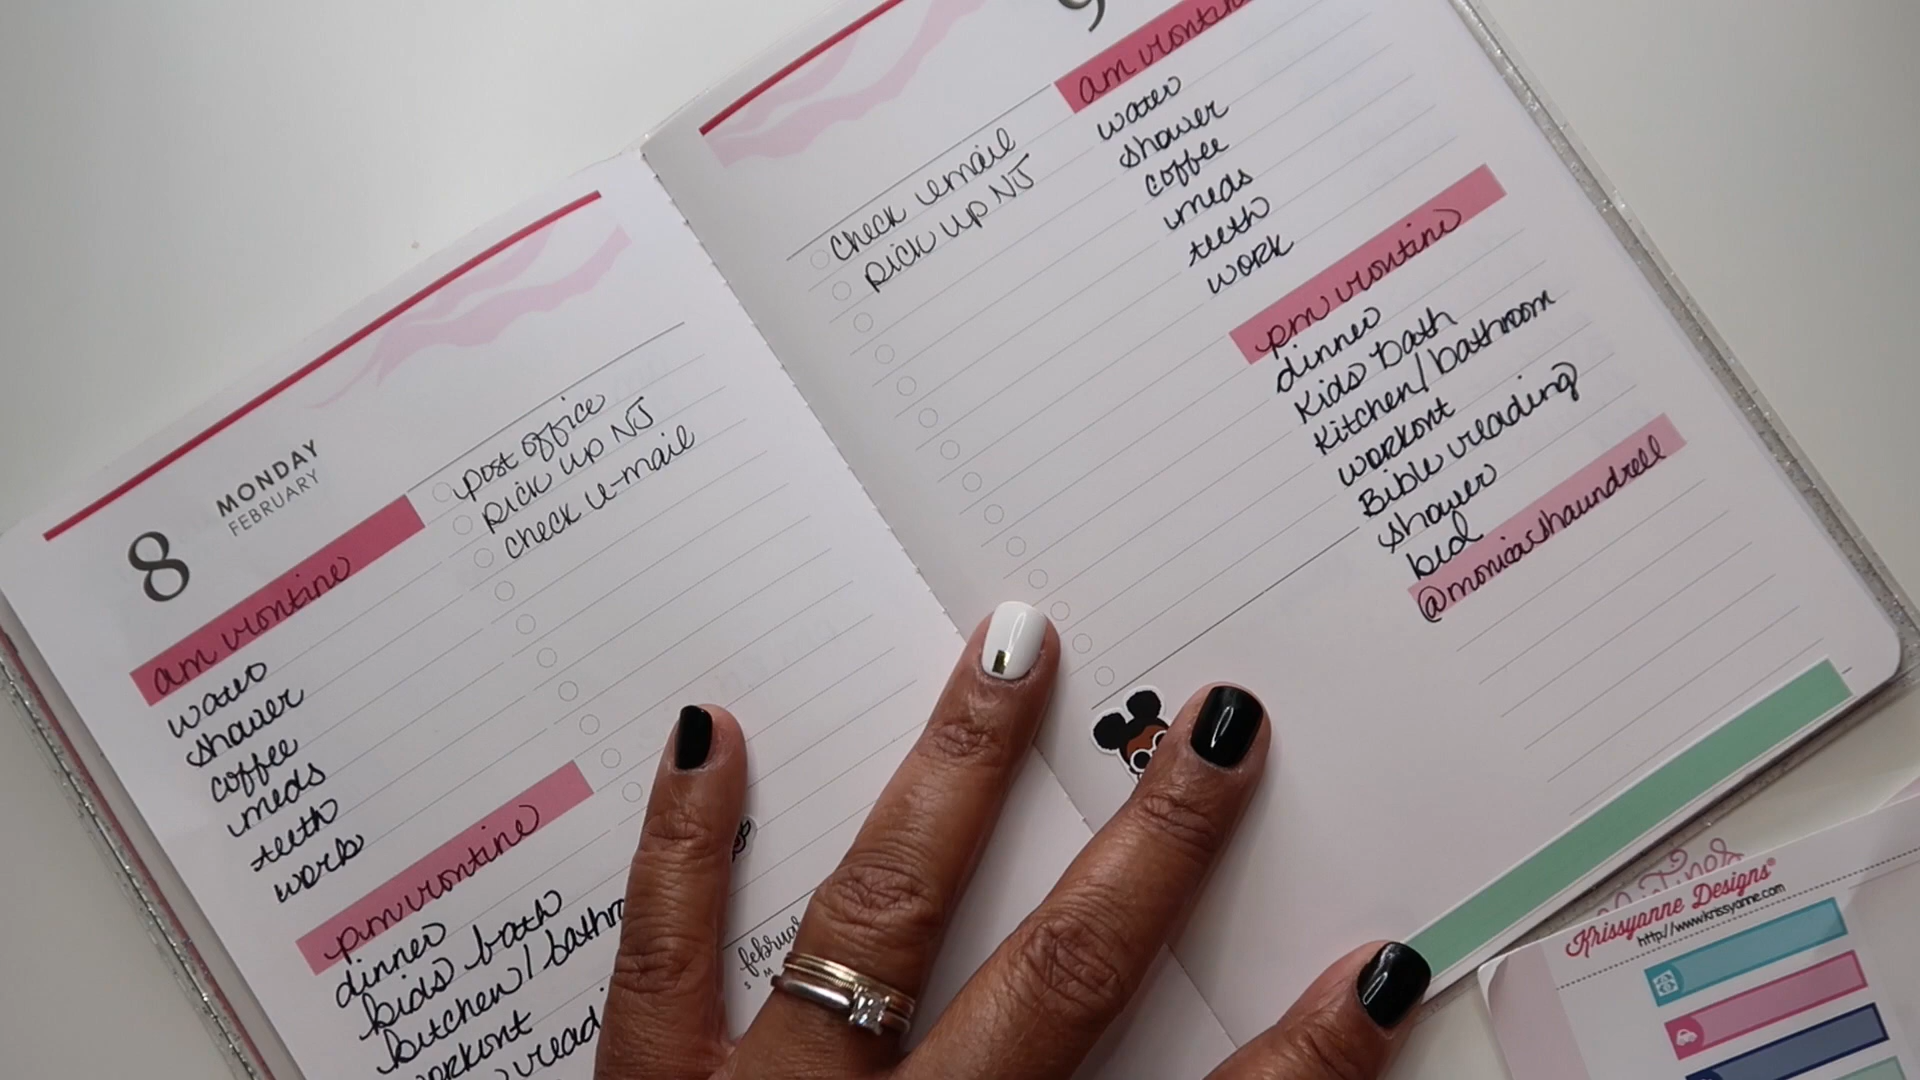 8
MONDAY
FEBRUARY
am routine
water
shower
coffee
meds
teeth
work
pm routine
dinner
kids bath
kitchen/bathro
workout
readi
post office
pick up NJ
check e-mail
februa
S M
9
check email
pick up NJ
am routine
water
shower
coffee
meds
teeth
work
pm routine
dinner
kids bath
kitchen/bathroom
workout
Bible reading
shower
bed
@monicashaundrell
Krissyanne Designs®
http://www.krissyanne.com